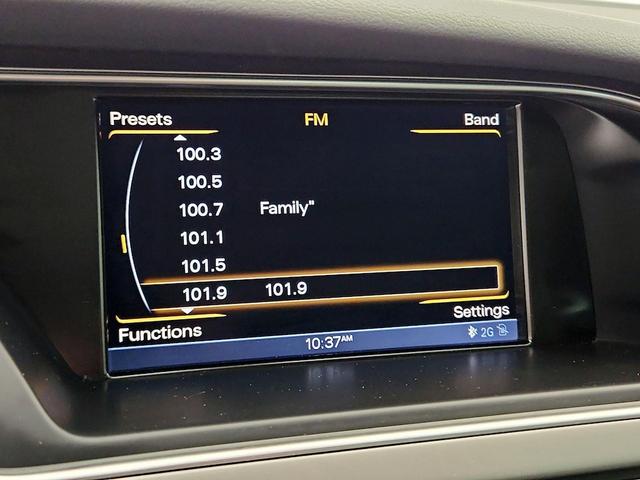 Presets FM Band
100.3
100.5
100.7 Family"
101.1
101.5
101.9 101.9
Functions Settings
10:37AM 2G